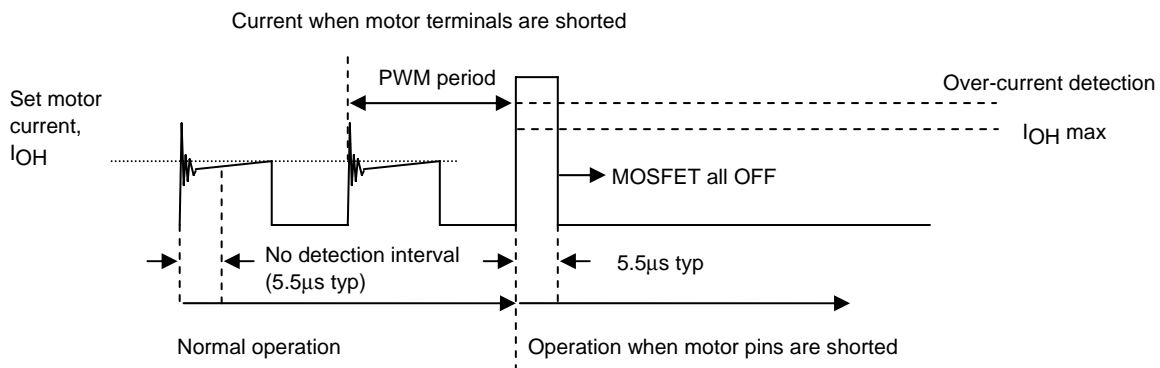 Current when motor terminals are shorted
PWM period
Over-current detection
Set motor
current,
IOH
IOH max
MOSFET all OFF
No detection interval
(5.5μs typ)
5.5μs typ
Normal operation
Operation when motor pins are shorted